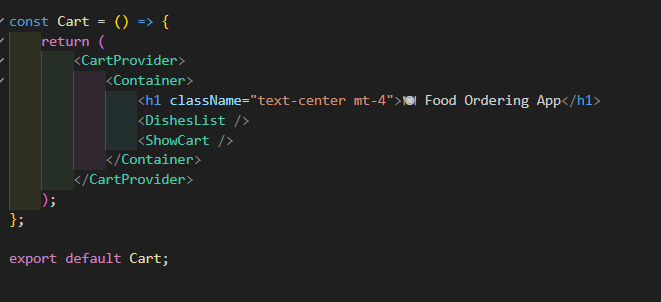 const Cart = () => {
    return (
        <CartProvider>
            <Container>
                <h1 className="text-center mt-4">🍽 Food Ordering App</h1>
                <DishesList />
                <ShowCart />
            </Container>
        </CartProvider>
    );
};

export default Cart;